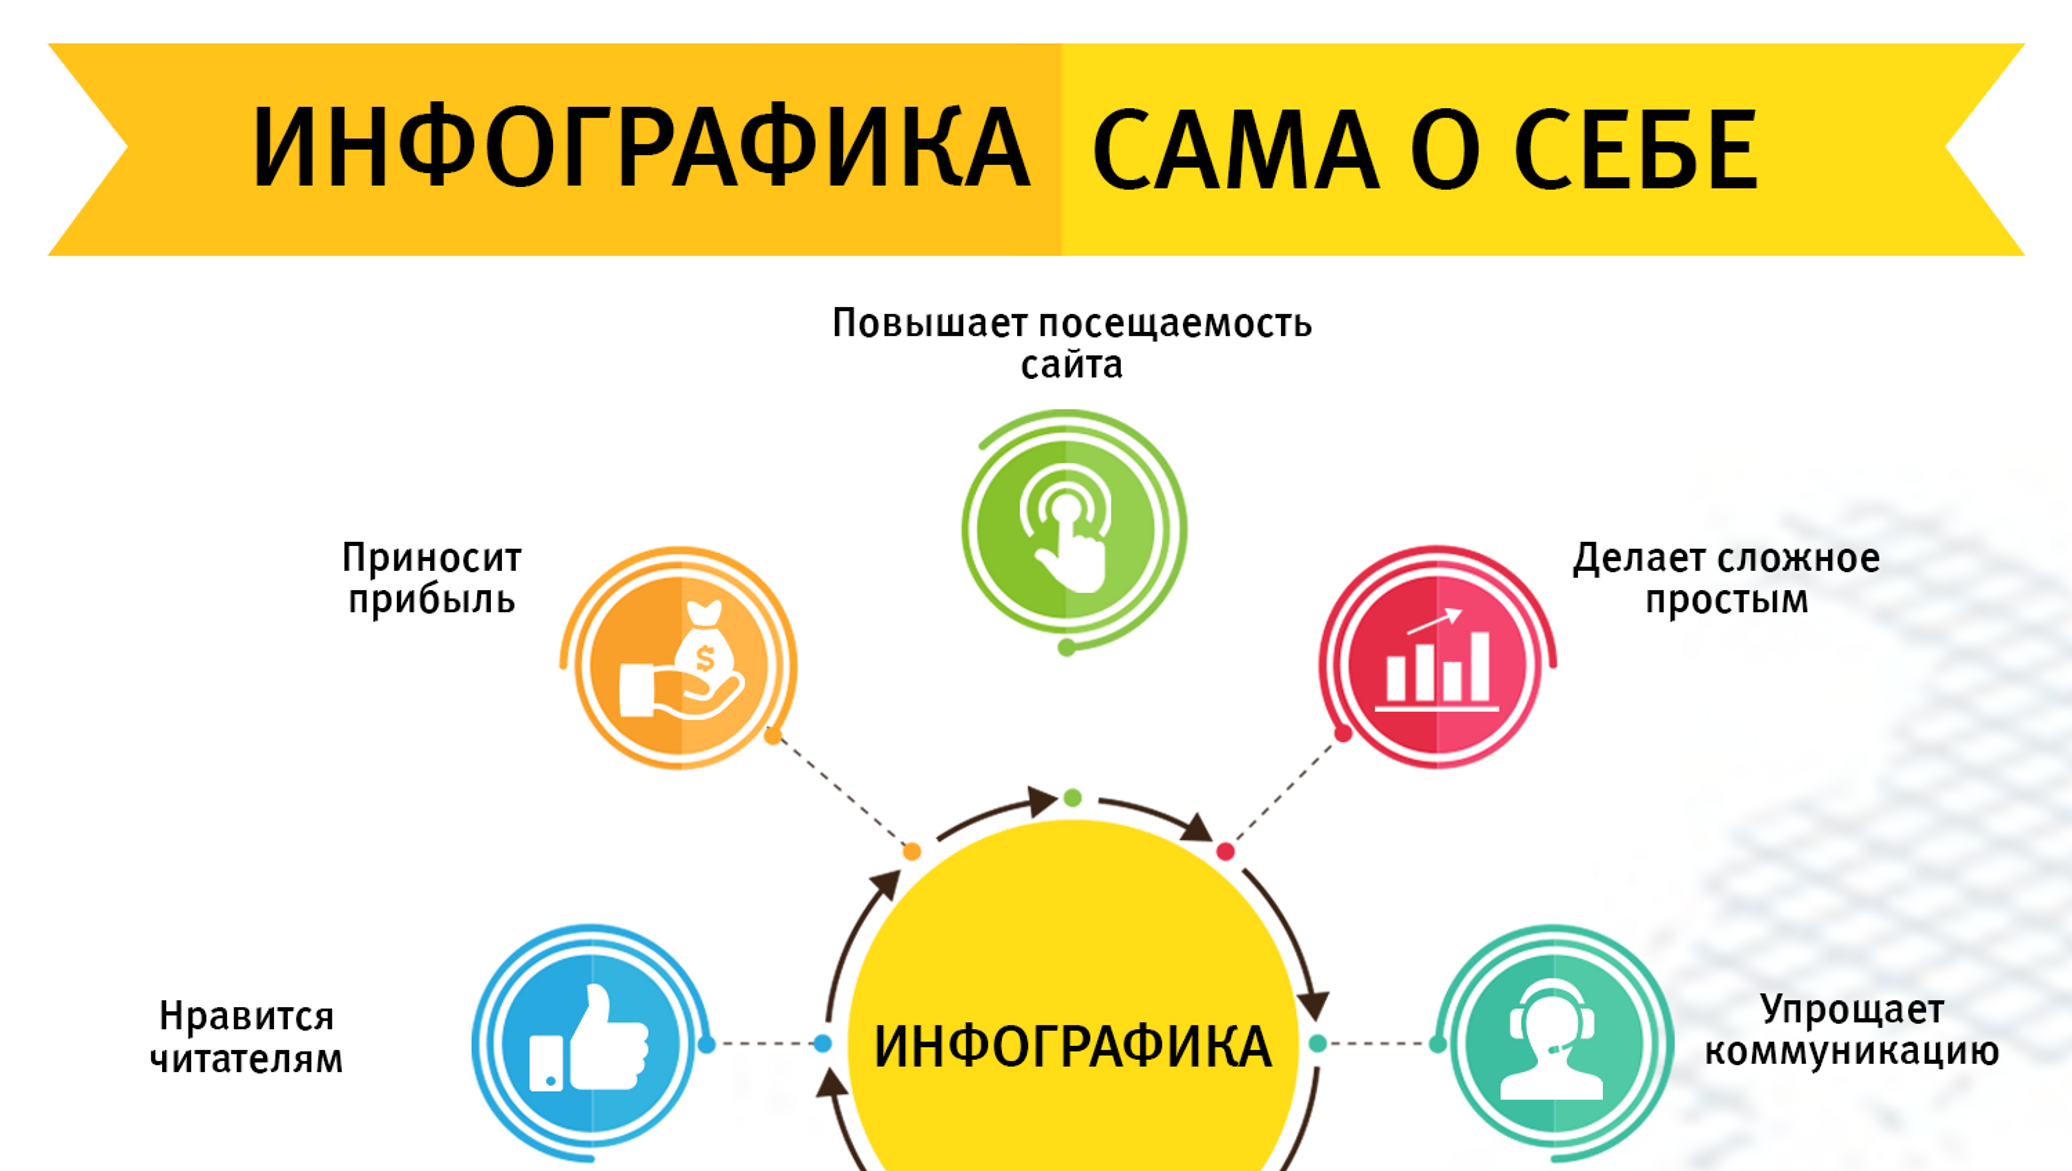 ИНФОГРАФИКА САМА О СЕБЕ
Повышает посещаемость
сайта
Приносит
прибыль
$
Делает сложное
простым
Нравится
читателям
ИНФОГРАФИКА
Упрощает
коммуникацию